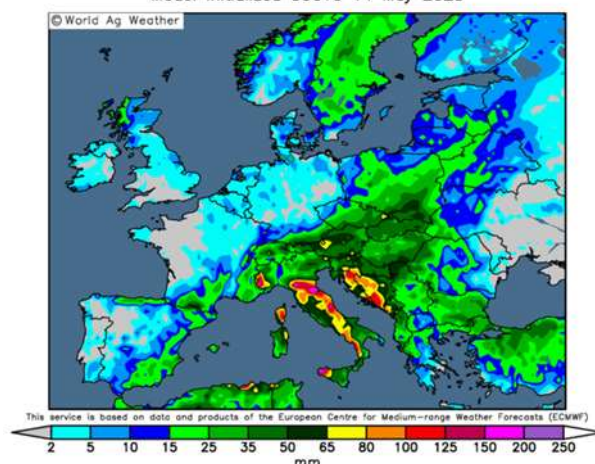 © World Ag Weather
This service is based on data and products of the European Centre for Medium-range Weather Forecasts (ECMWF)
2 5 10 15 25 35 50 65 80 100 125 150 200 250
mm